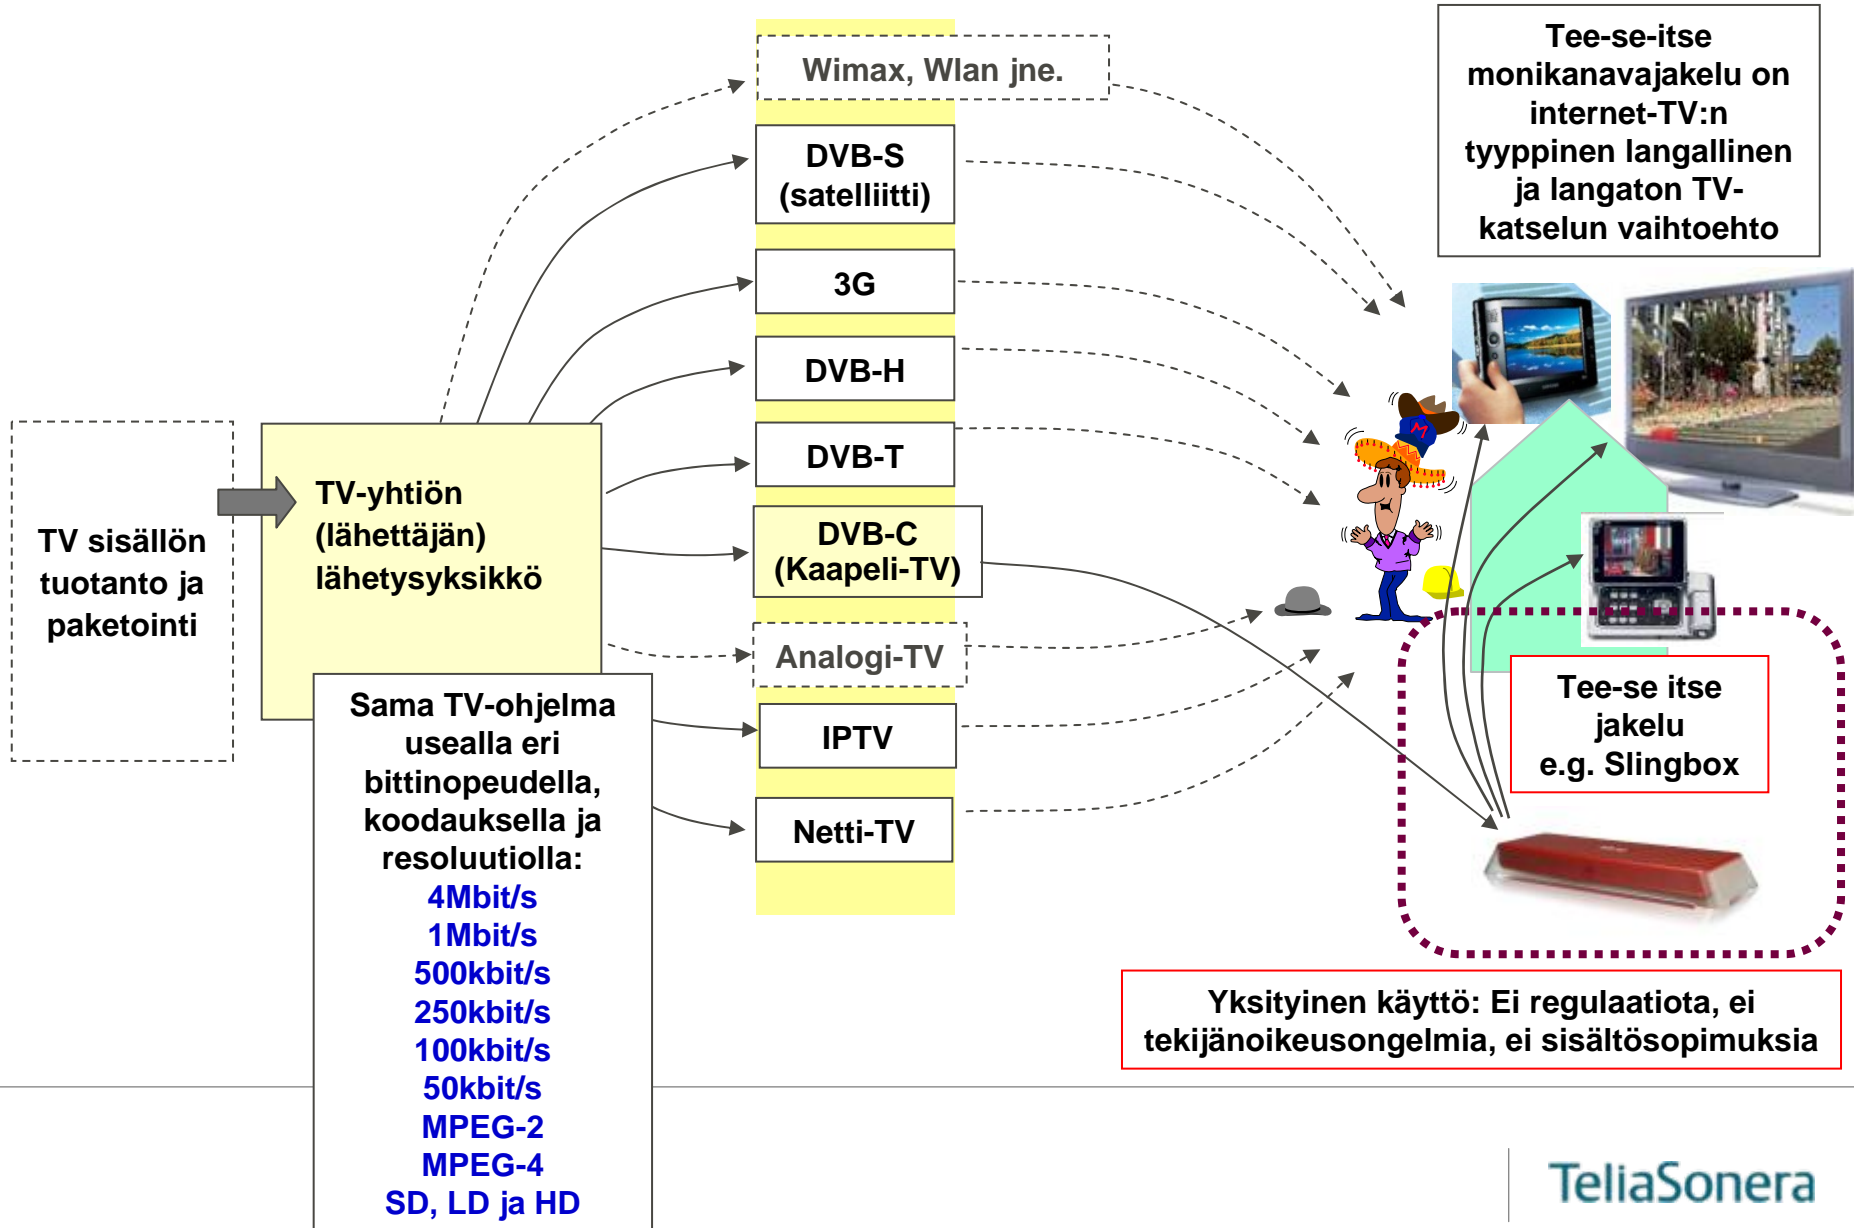 Wimax, Wlan jne.
DVB-S
(satelliitti)
3G
DVB-H
DVB-T
DVB-C
(Kaapeli-TV)
Analogi-TV
IPTV
Netti-TV
TV sisällön
tuotanto ja
paketointi
TV-yhtiön
(lähettäjän)
lähetysyksikkö
Sama TV-ohjelma
usealla eri
bittinopeudella,
koodauksella ja
resoluutiolla:
4Mbit/s
1Mbit/s
500kbit/s
250kbit/s
100kbit/s
50kbit/s
MPEG-2
MPEG-4
SD, LD ja HD
Tee-se-itse
monikanavajakelu on
internet-TV:n
tyyppinen langallinen
ja langaton TV-
katselun vaihtoehto
M
Tee-se itse
jakelu
e.g. Slingbox
Yksityinen käyttö: Ei regulaatiota, ei
tekijänoikeusongelmia, ei sisältösopimuksia
TeliaSonera